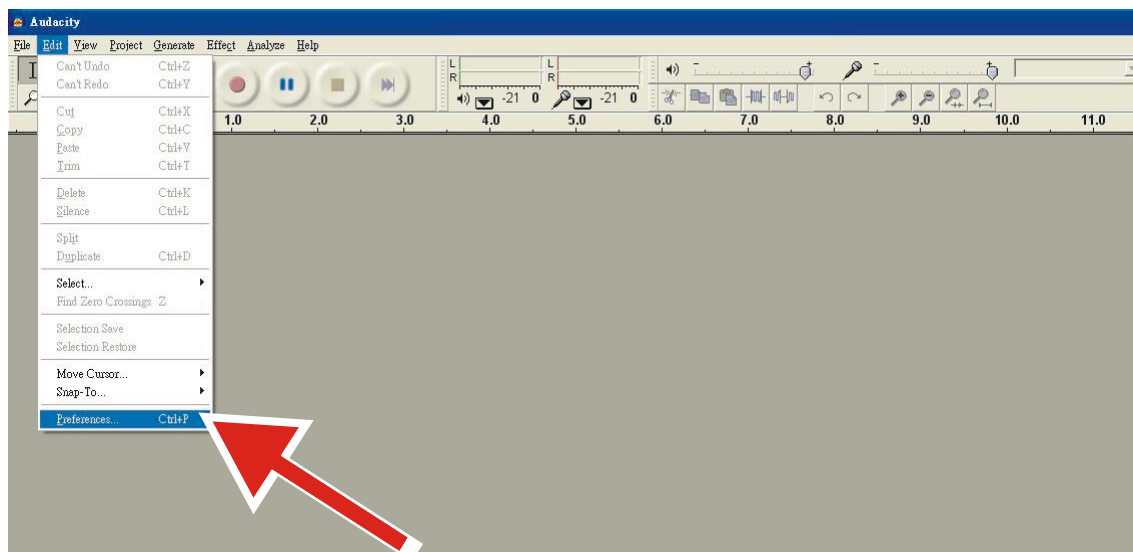 Audacity
File Edit View Project Generate Effect Analyze Help
Can't Undo Ctrl+Z
Can't Redo Ctrl+Y
Cut Ctrl+X
Copy Ctrl+C
Paste Ctrl+V
Trim Ctrl+T
Delete Ctrl+K
Silence Ctrl+L
Split
Duplicate Ctrl+D
Select...
Find Zero Crossings Z
Selection Save
Selection Restore
Move Cursor...
Snap-To...
Preferences... Ctrl+P
L L
R R
-21 0 -21 0
1.0 2.0 3.0 4.0 5.0 6.0 7.0 8.0 9.0 10.0 11.0